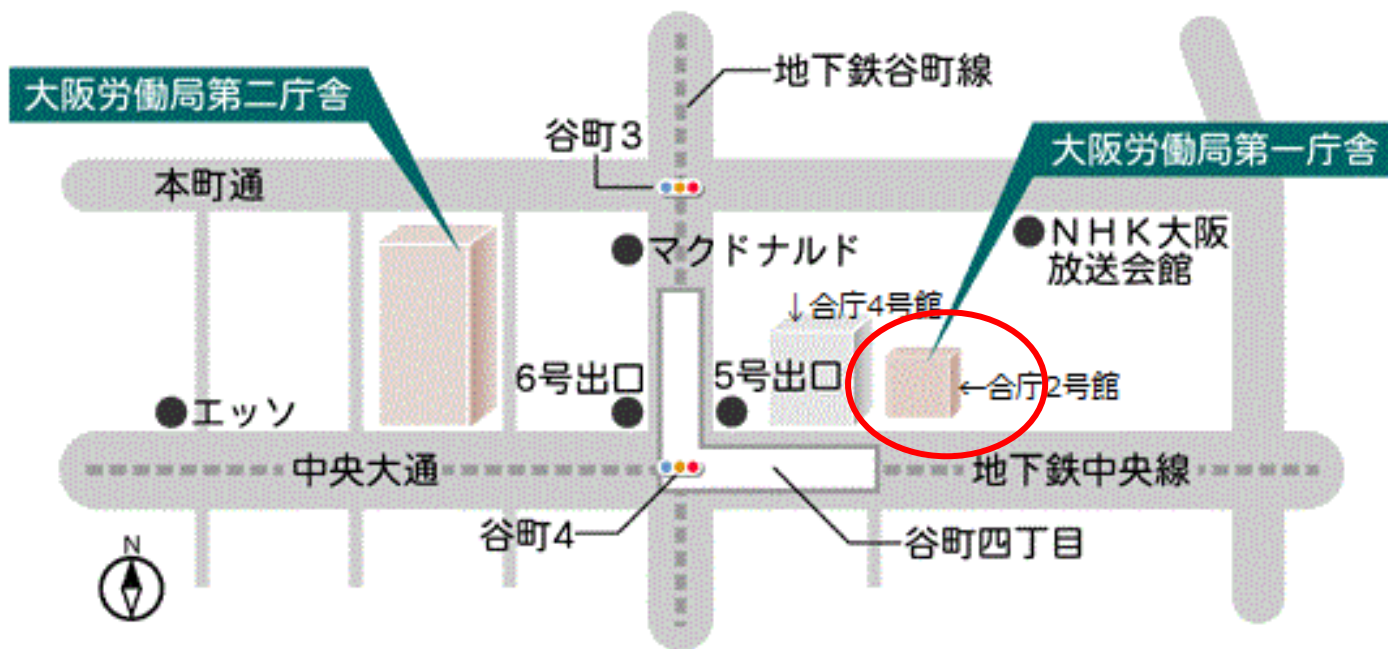 地下鉄谷町線
大阪労働局第二庁舎
谷町3
大阪労働局第一庁舎
本町通
マクドナルド
NHK大阪
放送会館
↓合庁4号館
6号出口
5号出口
←合庁2号館
エッソ
中央大通
地下鉄中央線
谷町4
谷町四丁目
N